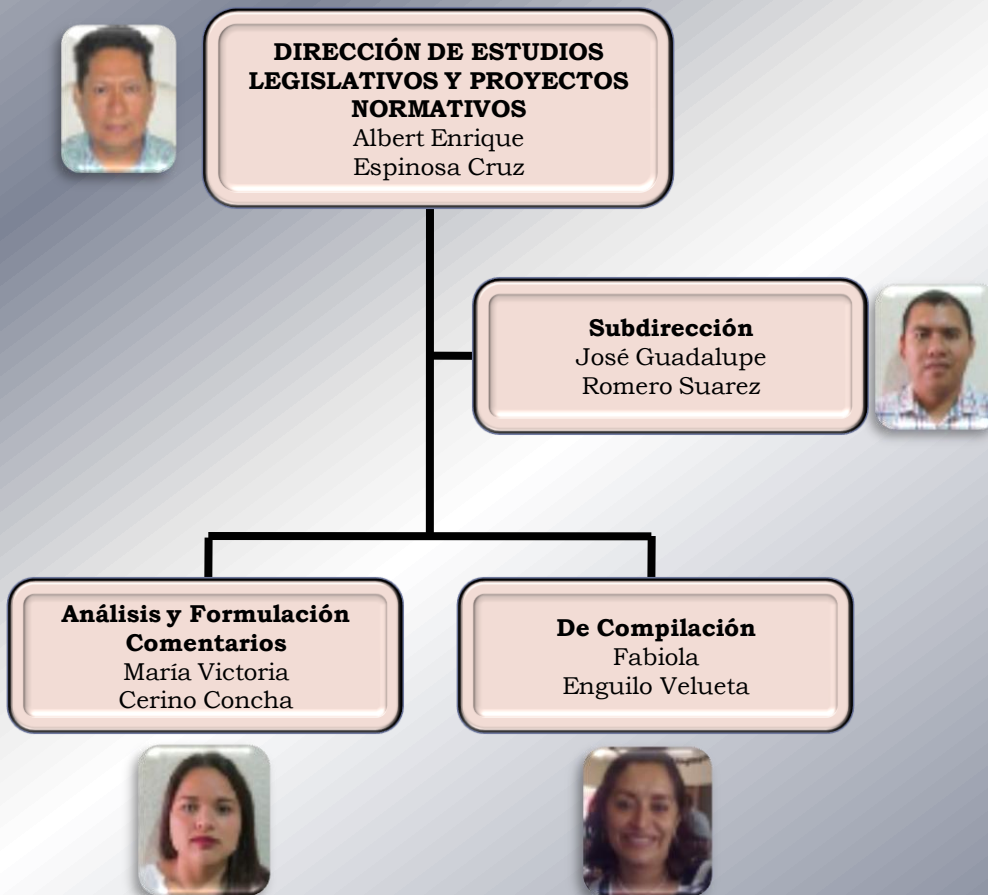 DIRECCIÓN DE ESTUDIOS
LEGISLATIVOS Y PROYECTOS
NORMATIVOS
Albert Enrique
Espinosa Cruz
Subdirección
José Guadalupe
Romero Suarez
Análisis y Formulación
Comentarios
María Victoria
Cerino Concha
De Compilación
Fabiola
Enguilo Velueta